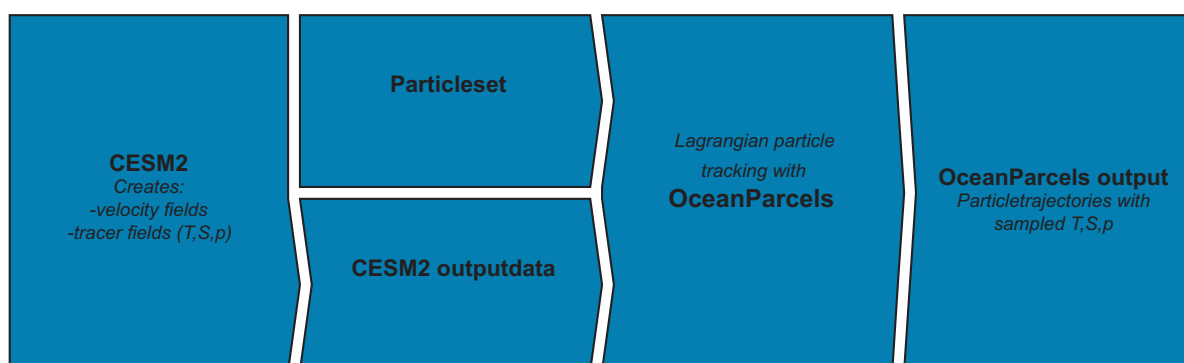 CESM2
Creates:
-velocity fields
-tracer fields (T,S,p)
Particleset
CESM2 outputdata
Lagrangian particle
tracking with
OceanParcels
OceanParcels output
Particletrajectories with
sampled T,S,p